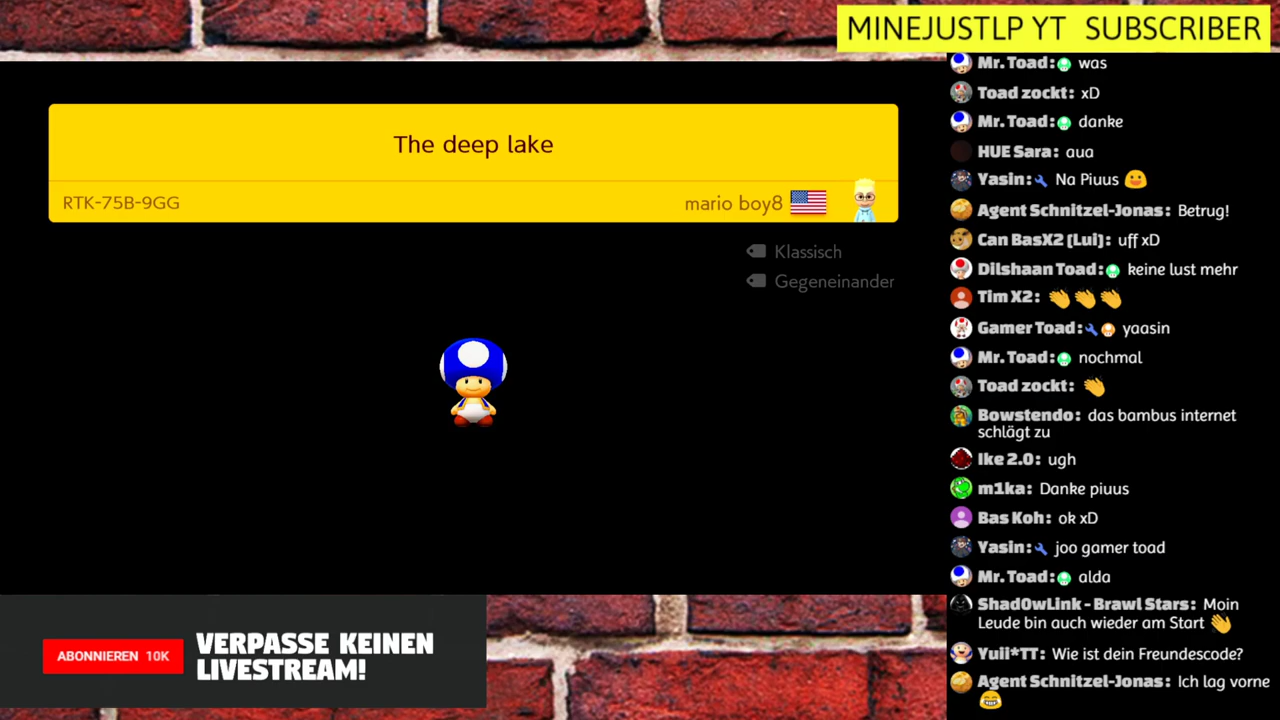 MINEJUSTLP YT SUBSCRIBER
The deep lake
RTK-75B-9GG
mario boy8
Klassisch
Gegeneinander
ABONNIEREN 10K
VERPASSE KEINEN
LIVESTREAM!
Mr. Toad: was
Toad zockt: xD
Mr. Toad: danke
HUE Sara: aua
Yasin: Na Piuus 😛
Agent Schnitzel-Jonas: Betrug!
Can BasX2 (Lui): uff xD
Dilshaan Toad: keine lust mehr
Tim X2: 👏👏👏
Gamer Toad: yaasin
Mr. Toad: nochmal
Toad zockt: 👏
Bowstendo: das bambus internet
schlägt zu
Ike 2.0: ugh
m1ka: Danke piuus
Bas Koh: ok xD
Yasin: joo gamer toad
Mr. Toad: alda
Shad0wLink - Brawl Stars: Moin
Leude bin auch wieder am Start 👋
Yuii*TT: Wie ist dein Freundescode?
Agent Schnitzel-Jonas: Ich lag vorne
😁